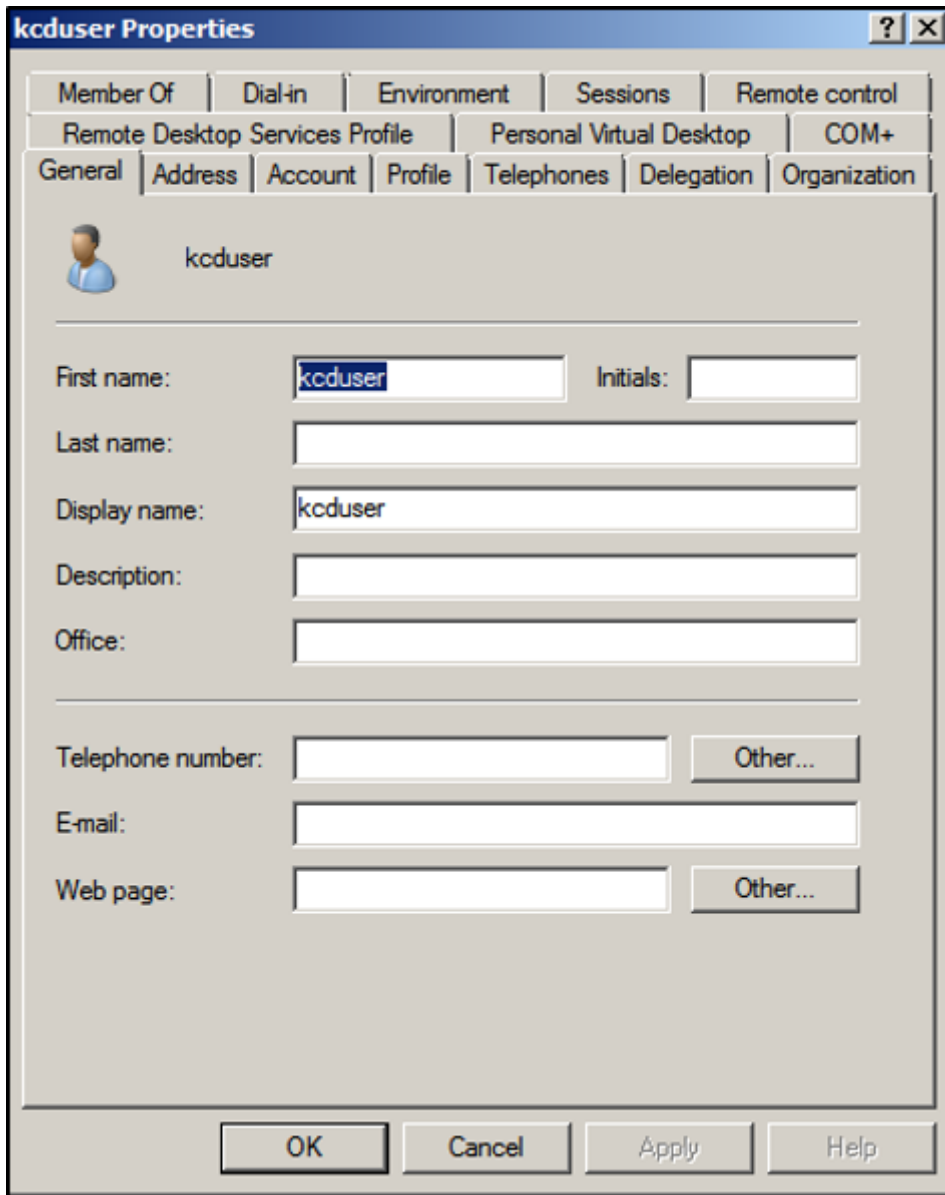 kcduser Properties
Member Of Dial-in Environment Sessions Remote control
Remote Desktop Services Profile Personal Virtual Desktop COM+
General Address Account Profile Telephones Delegation Organization
kcduser
First name: kcduser Initials:
Last name:
Display name: kcduser
Description:
Office:
Telephone number: Other...
E-mail:
Web page: Other...
OK Cancel Apply Help